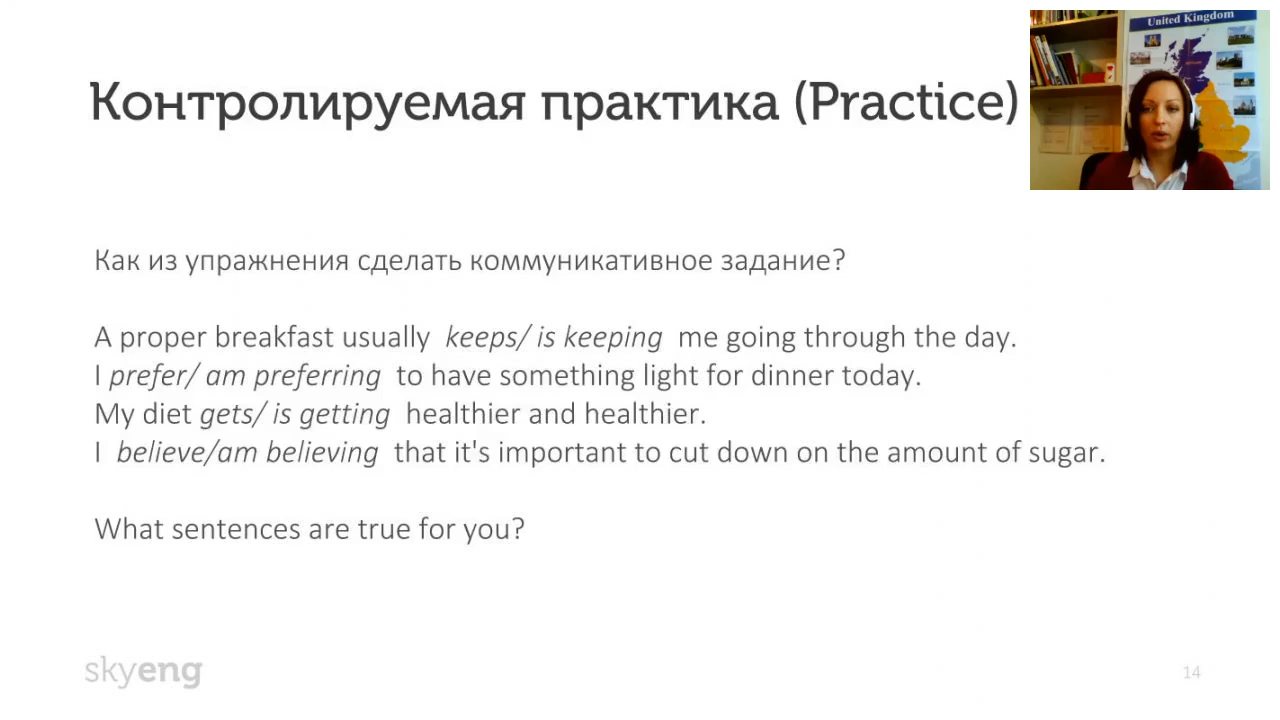 Контролируемая практика (Practice)
United Kingdom
Как из упражнения сделать коммуникативное задание?
A proper breakfast usually keeps/ is keeping me going through the day.
I prefer/ am preferring to have something light for dinner today.
My diet gets/ is getting healthier and healthier.
I believe/am believing that it's important to cut down on the amount of sugar.
What sentences are true for you?
skyeng
14